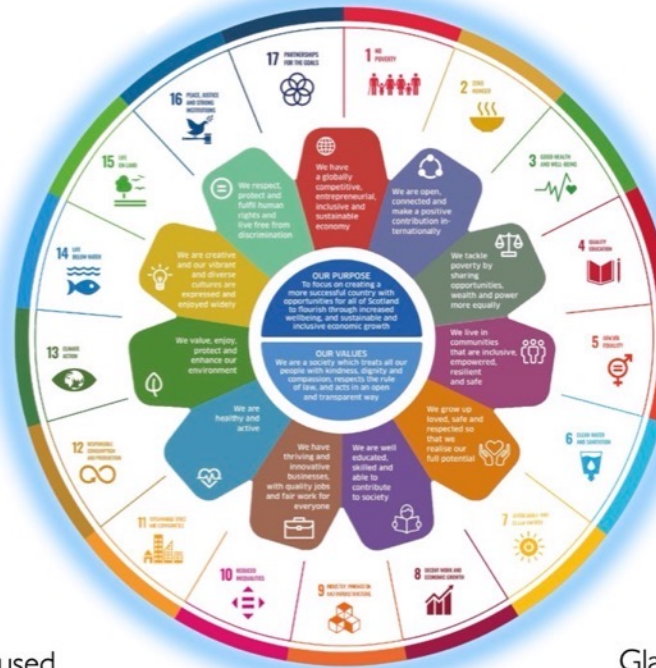 17 PARTNERSHIPS
FOR THE GOALS
1 NO
POVERTY
2 ZERO
HUNGER
3 GOOD HEALTH
AND WELL-BEING
4 QUALITY
EDUCATION
5 GENDER
EQUALITY
6 CLEAN WATER
AND SANITATION
7
8 DECENT WORK AND
ECONOMIC GROWTH
9
10 REDUCED
INEQUALITIES
11 SUSTAINABLE CITIES
AND COMMUNITIES
12 RESPONSIBLE
CONSUMPTION
AND PRODUCTION
13 CLIMATE
ACTION
14 LIFE
BELOW WATER
15 LIFE
ON LAND
16 PEACE, JUSTICE
AND STRONG
INSTITUTIONS
We have
a globally
competitive,
entrepreneurial,
inclusive and
sustainable
economy
We are open,
connected and
make a positive
contribution in-
ternationally
We tackle
poverty by
sharing
opportunities,
wealth and power
more equally
We live in
communities
that are inclusive,
empowered,
resilient
and safe
We grow up
loved, safe and
respected so
that we
realise our
full potential
We are well
educated,
skilled and
able to
contribute
to society
We have
thriving and
innovative
businesses,
with quality jobs
and fair work for
everyone
We are
healthy and
active
We value, enjoy,
protect and
enhance our
environment
We are creative
and our vibrant
and diverse
cultures are
expressed and
enjoyed widely
We respect,
protect and
fulfil human
rights and
live free from
discrimination
OUR PURPOSE
To focus on creating a
more successful country with
opportunities for all of Scotland
to flourish through increased
wellbeing, and sustainable and
inclusive economic growth
OUR VALUES
We are a society which treats all our
people with kindness, dignity and
compassion, respects the rule
of law, and acts in an open
and transparent way
used
Gla